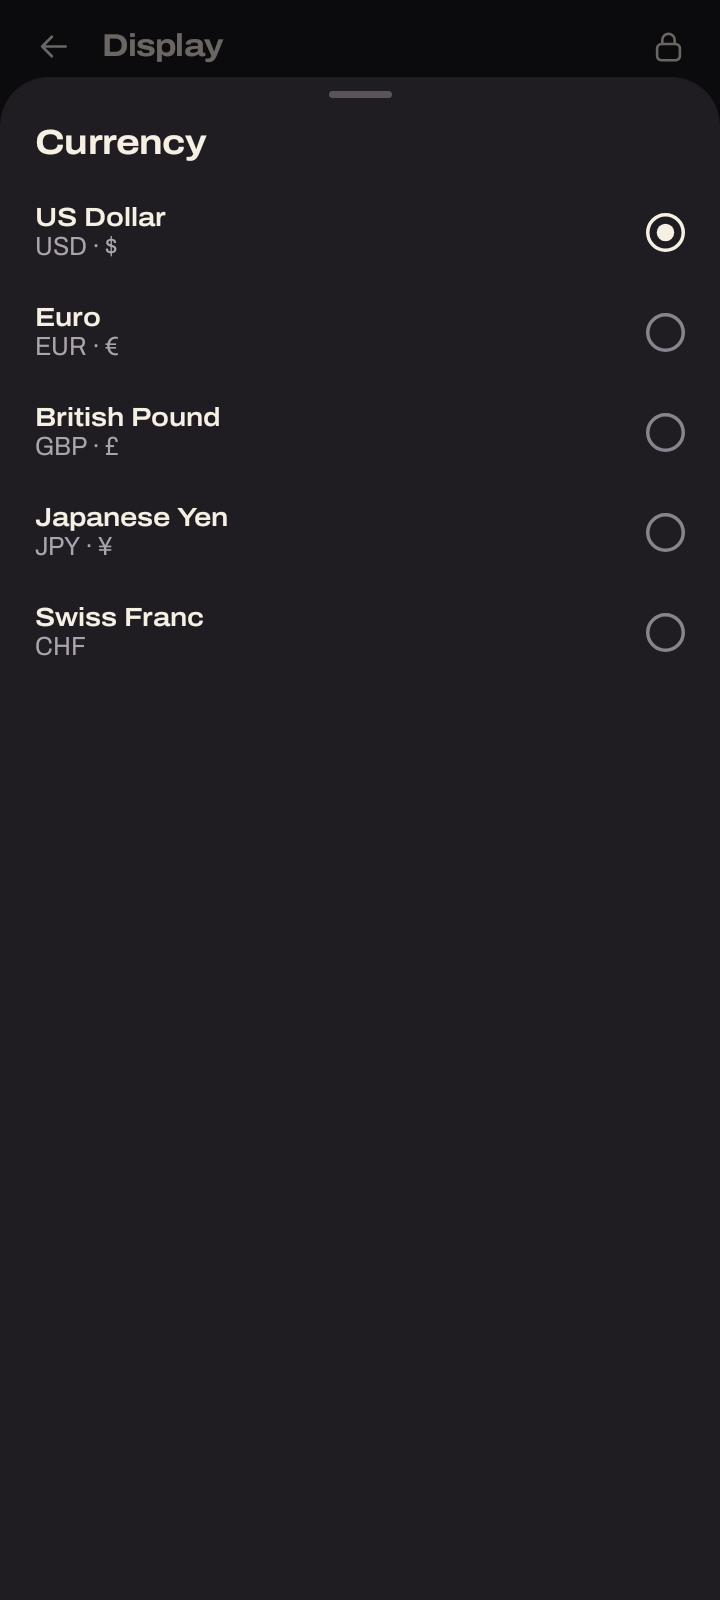 Display
Currency
US Dollar
USD · $
Euro
EUR · €
British Pound
GBP · £
Japanese Yen
JPY · ¥
Swiss Franc
CHF